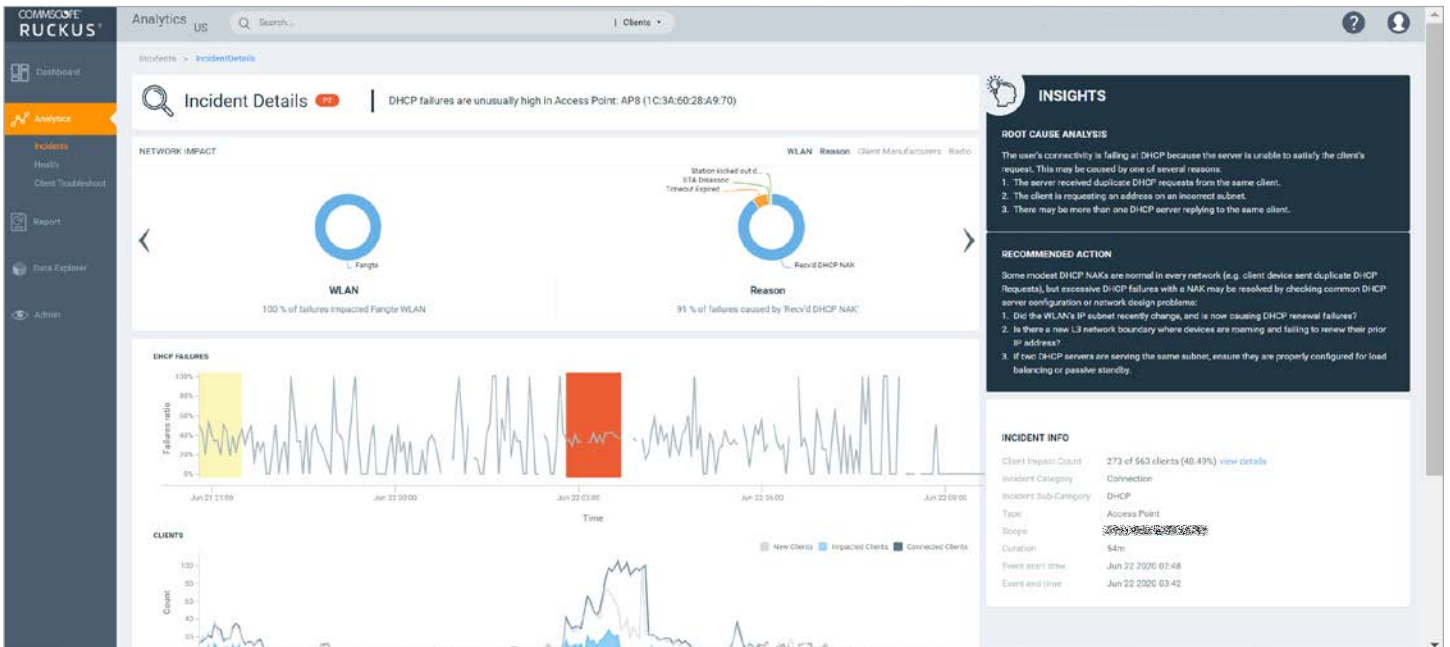 COMMSCOPE
RUCKUS®
Analytics US
Search...
| Clients
Dashboard
Analytics
Incidents
Health
Client Troubleshoot
Report
Data Explorer
Admin
Incidents > IncidentDetails
Incident Details P2 DHCP failures are unusually high in Access Point: AP8 (1C:3A:60:28:A9:70)
NETWORK IMPACT
WLAN Reason Client Manufacturers Radio
Fangte
WLAN
100 % of failures impacted Fangte WLAN
Station kicked out d...
STA Disassoc
Timeout Expired
Recv'd DHCP NAK
Reason
91 % of failures caused by 'Recv'd DHCP NAK'
DHCP FAILURES
Failures ratio
100%
80%
60%
40%
20%
0%
Jun 21 21:00
Jun 22 00:00
Jun 22 03:00
Jun 22 06:00
Jun 22 09:00
Time
CLIENTS
New Clients Impacted Clients Connected Clients
Count
100
80
60
40
20
INSIGHTS
ROOT CAUSE ANALYSIS
The user's connectivity is failing at DHCP because the server is unable to satisfy the client's
request. This may be caused by one of several reasons:
1. The server received duplicate DHCP requests from the same client.
2. The client is requesting an address on an incorrect subnet.
3. There may be more than one DHCP server replying to the same client.
RECOMMENDED ACTION
Some modest DHCP NAKs are normal in every network (e.g. client device sent duplicate DHCP
Requests), but excessive DHCP failures with a NAK may be resolved by checking common DHCP
server configuration or network design problems:
1. Did the WLAN's IP subnet recently change, and is now causing DHCP renewal failures?
2. Is there a new L3 network boundary where devices are roaming and failing to renew their prior
IP address?
3. If two DHCP servers are serving the same subnet, ensure they are properly configured for load
balancing or passive standby.
INCIDENT INFO
Client Impact Count 273 of 563 clients (48.49%) view details
Incident Category Connection
Incident Sub-Category DHCP
Type Access Point
Scope
Duration 54m
Event start time Jun 22 2020 02:48
Event end time Jun 22 2020 03:42